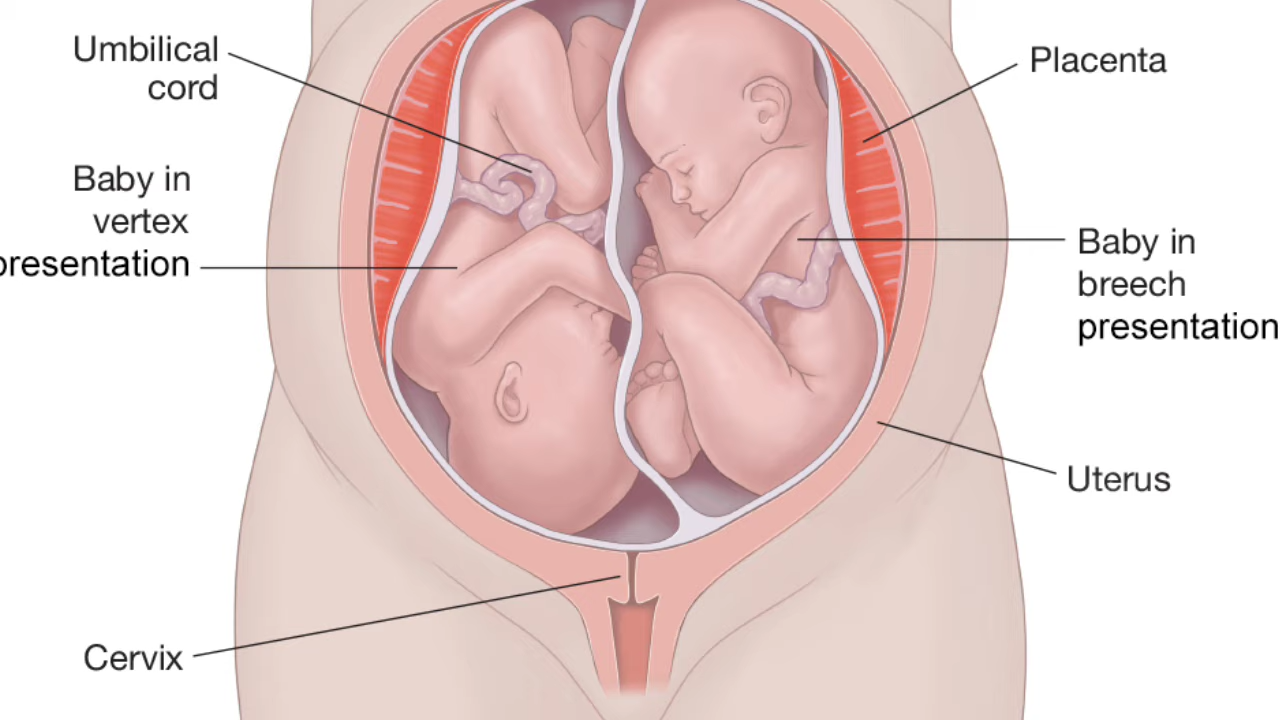 Umbilical
cord
Placenta
Baby in
vertex
presentation
Baby in
breech
presentation
Uterus
Cervix